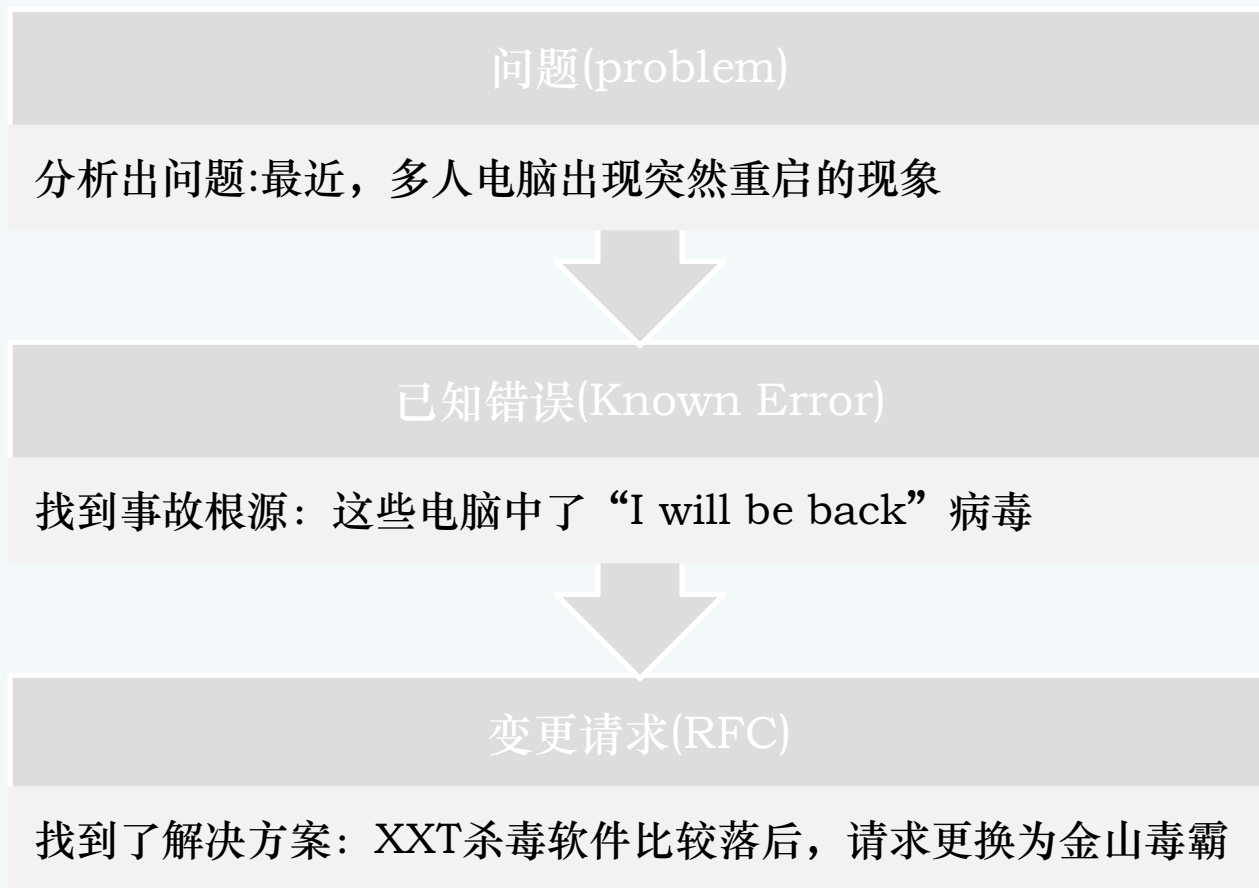 问题(problem)
分析出问题:最近，多人电脑出现突然重启的现象
已知错误(Known Error)
找到事故根源：这些电脑中了“I will be back”病毒
变更请求(RFC)
找到了解决方案：XXT杀毒软件比较落后，请求更换为金山毒霸